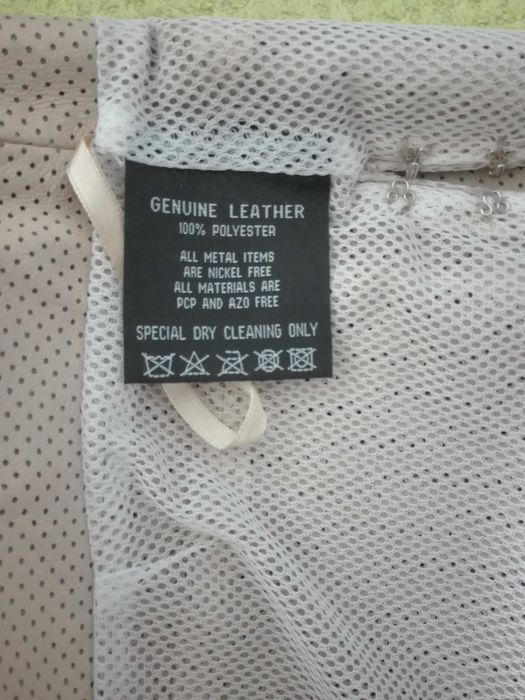 GENUINE LEATHER
100% POLYESTER
ALL METAL ITEMS
ARE NICKEL FREE
ALL MATERIALS ARE
PCP AND AZO FREE
SPECIAL DRY CLEANING ONLY